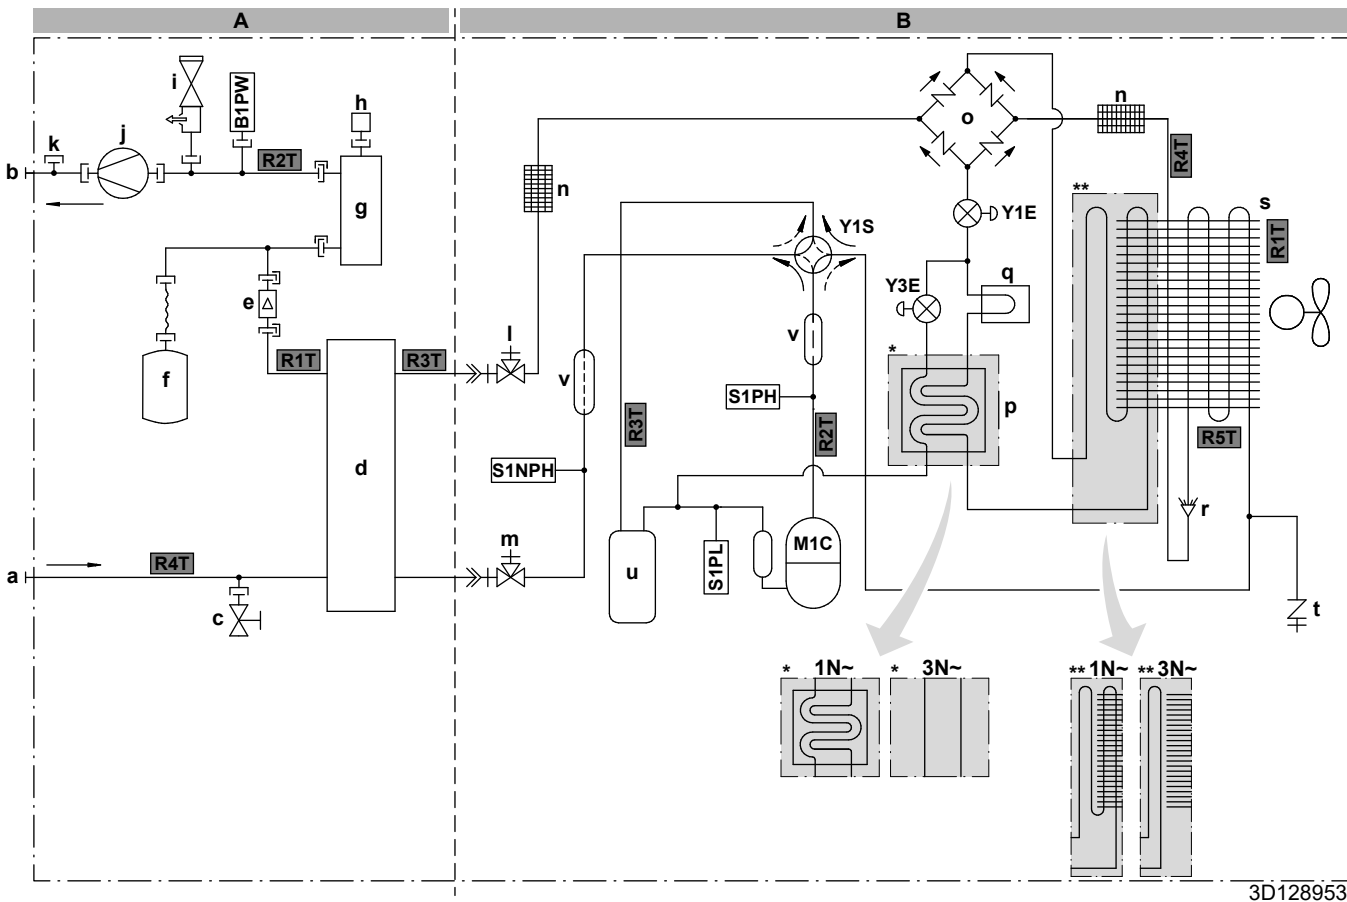 A B
i
B1PW
h
k
j
R2T
b
g
e
f
R1T
R3T
d
R4T
a
c
n
o
n
R4T
**
s
R1T
Y1S
Y1E
q
Y3E
l
v
v
*
S1PH
p
R3T
R2T
R5T
S1NPH
r
m
M1C
u
S1PL
t
* 1N~ * 3N~
** 1N~ ** 3N~
3D128953